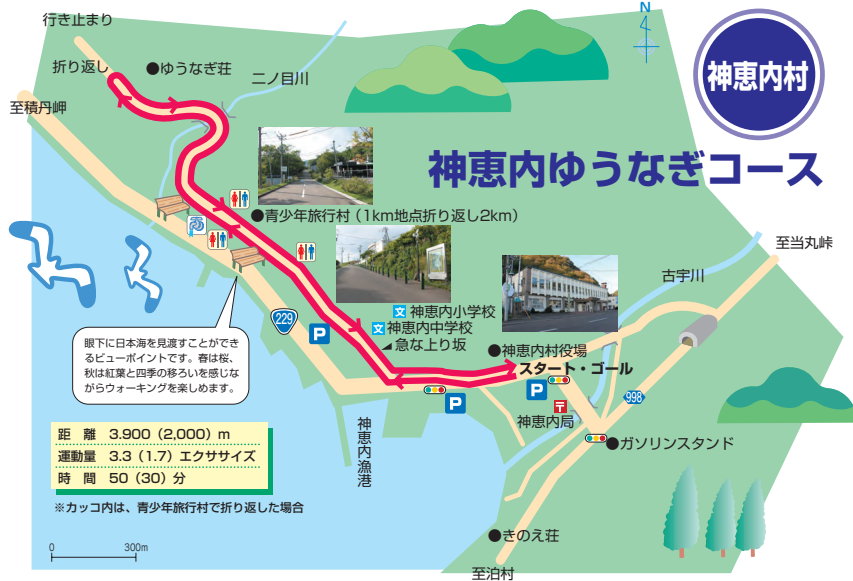 行き止まり
N
神恵内村
折り返し
●ゆうなぎ荘
二ノ目川
至積丹岬
神恵内ゆうなぎコース
●青少年旅行村（1km地点折り返し2km）
至当丸峠
古宇川
229
P
文 神恵内小学校
文 神恵内中学校
急な上り坂
●神恵内村役場
スタート・ゴール
眼下に日本海を見渡すことができ
るビューポイントです。春は桜、
秋は紅葉と四季の移ろいを感じな
がらウォーキングを楽しめます。
P
P
〒
998
神恵内局
神恵内漁港
●ガソリンスタンド
距　離　3.900（2,000）m
運動量　3.3（1.7）エクササイズ
時　間　50（30）分
※カッコ内は、青少年旅行村で折り返した場合
●きのえ荘
0　300m
至泊村